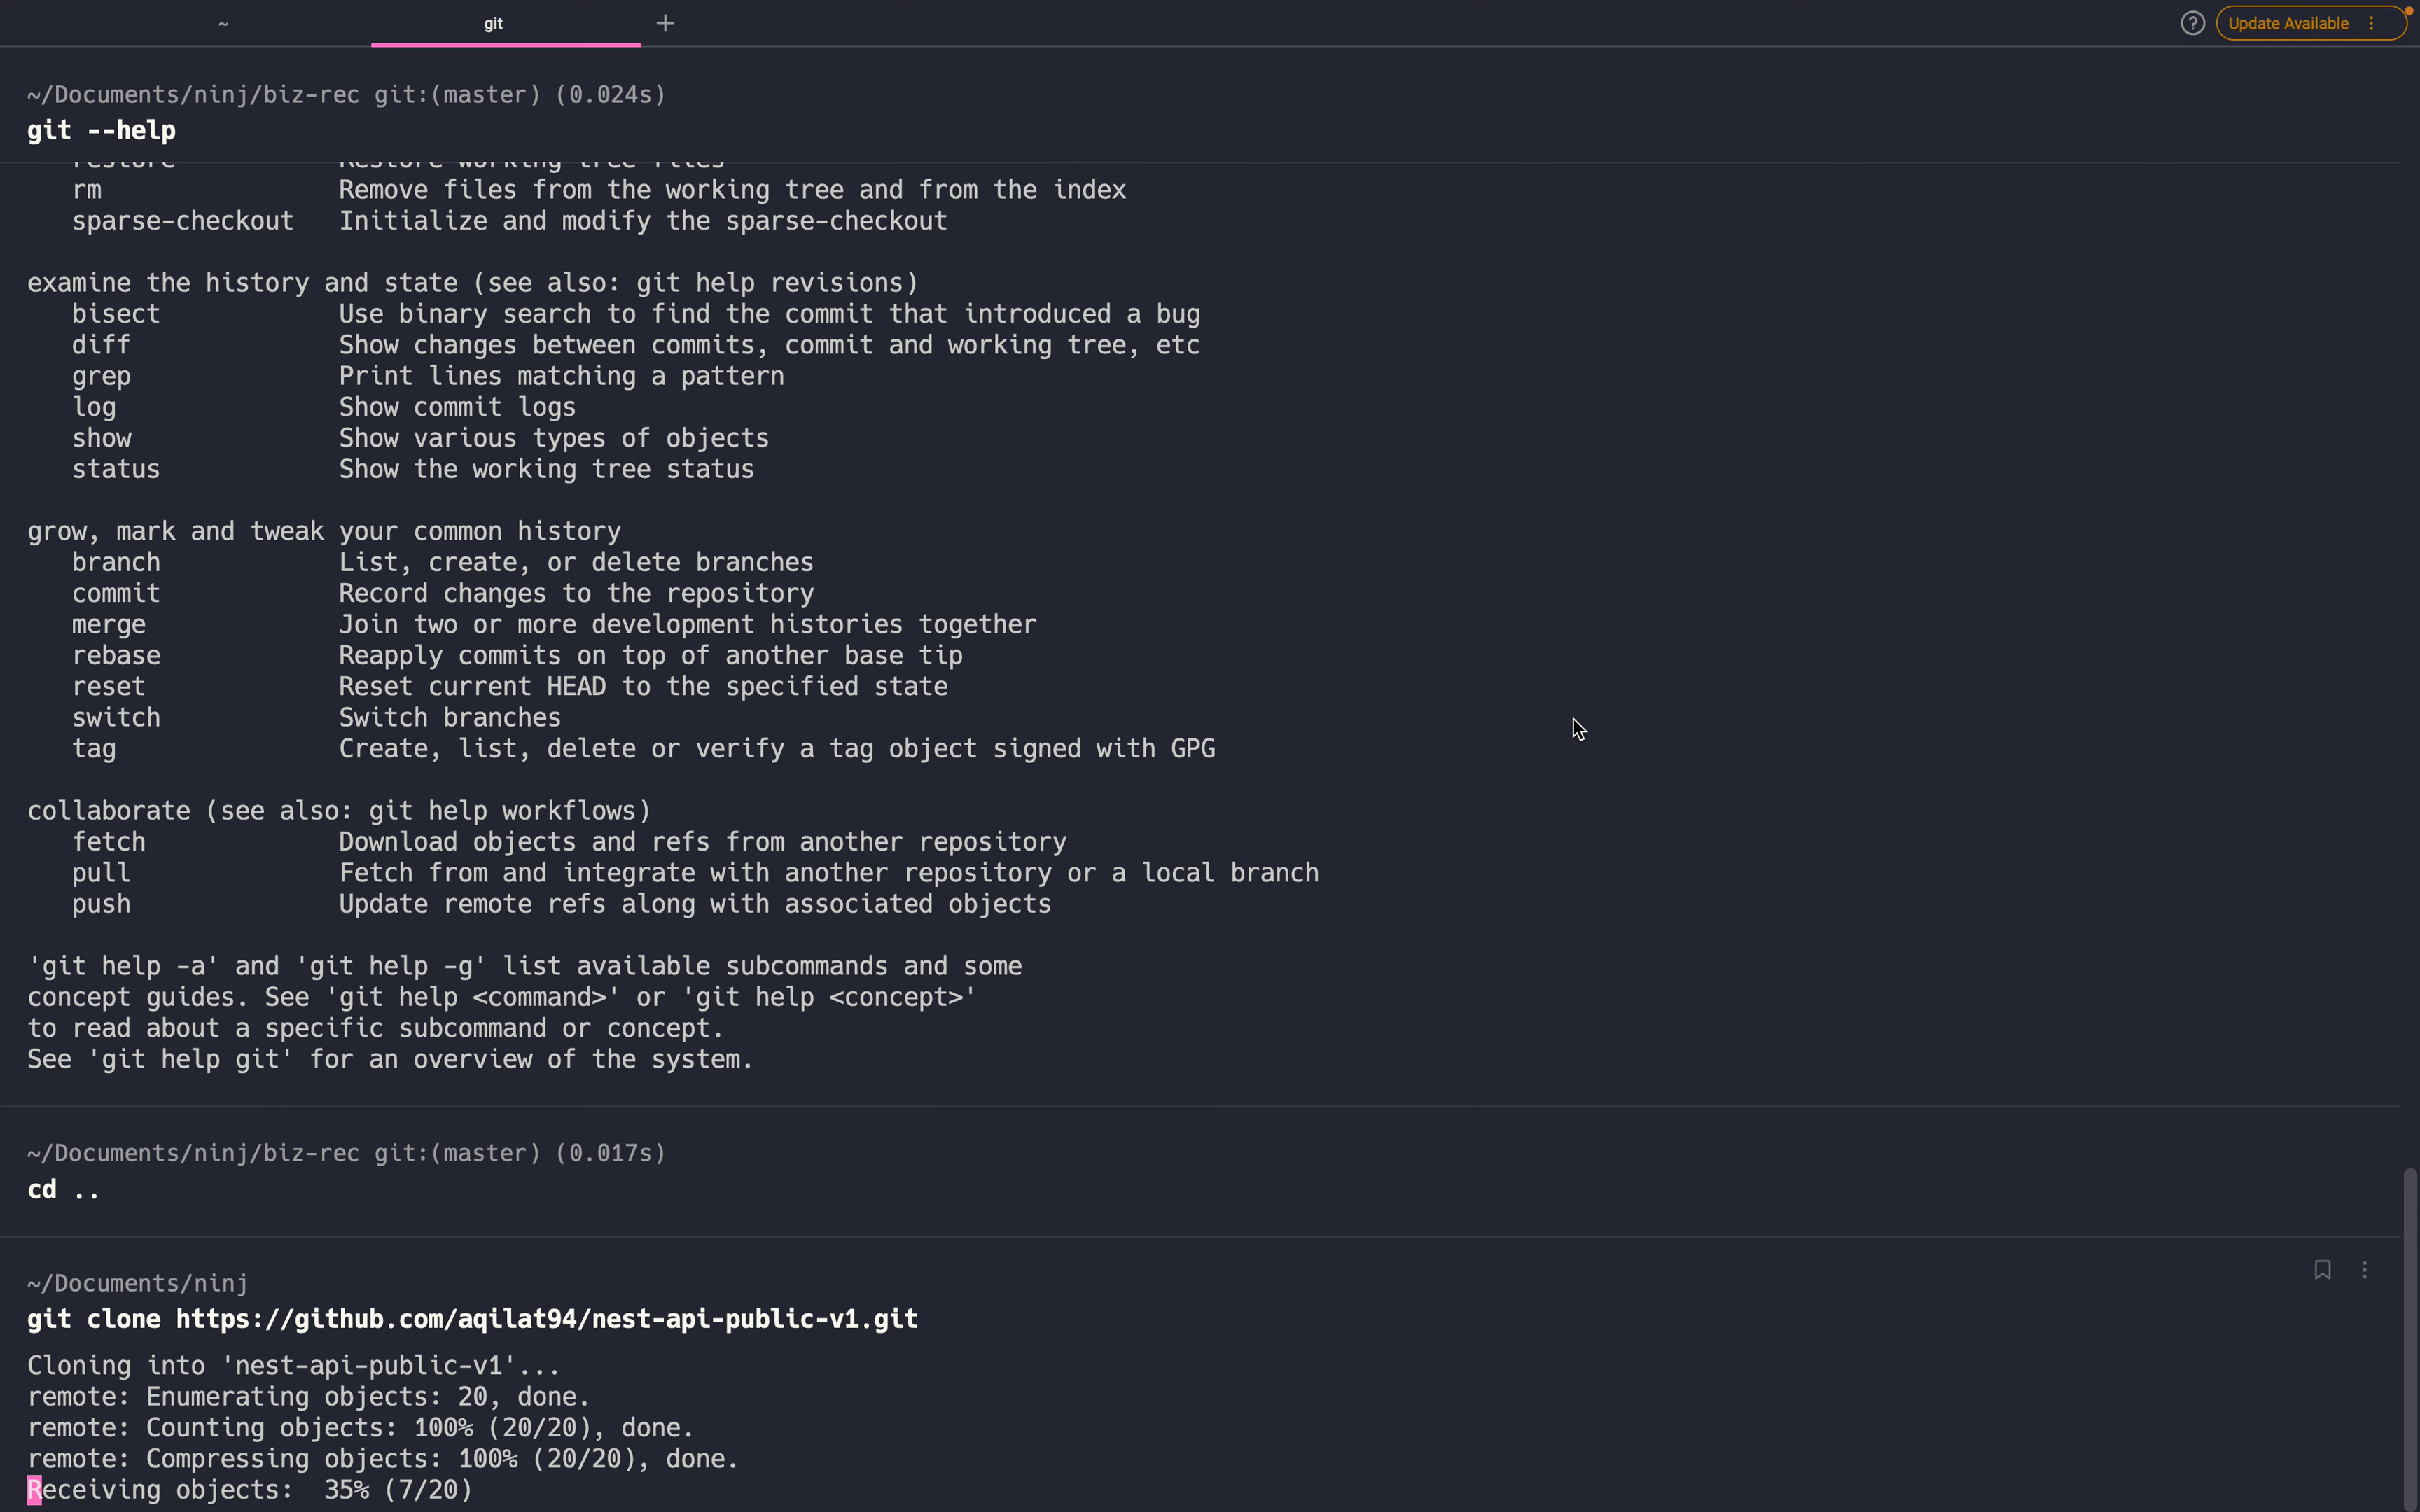 ~
git
+
Update Available
~/Documents/ninj/biz-rec git:(master) (0.024s)
git --help
restore Restore working tree files
rm Remove files from the working tree and from the index
sparse-checkout Initialize and modify the sparse-checkout
examine the history and state (see also: git help revisions)
bisect Use binary search to find the commit that introduced a bug
diff Show changes between commits, commit and working tree, etc
grep Print lines matching a pattern
log Show commit logs
show Show various types of objects
status Show the working tree status
grow, mark and tweak your common history
branch List, create, or delete branches
commit Record changes to the repository
merge Join two or more development histories together
rebase Reapply commits on top of another base tip
reset Reset current HEAD to the specified state
switch Switch branches
tag Create, list, delete or verify a tag object signed with GPG
collaborate (see also: git help workflows)
fetch Download objects and refs from another repository
pull Fetch from and integrate with another repository or a local branch
push Update remote refs along with associated objects
'git help -a' and 'git help -g' list available subcommands and some
concept guides. See 'git help <command>' or 'git help <concept>'
to read about a specific subcommand or concept.
See 'git help git' for an overview of the system.
~/Documents/ninj/biz-rec git:(master) (0.017s)
cd ..
~/Documents/ninj
git clone https://github.com/aqilat94/nest-api-public-v1.git
Cloning into 'nest-api-public-v1'...
remote: Enumerating objects: 20, done.
remote: Counting objects: 100% (20/20), done.
remote: Compressing objects: 100% (20/20), done.
Receiving objects:  35% (7/20)